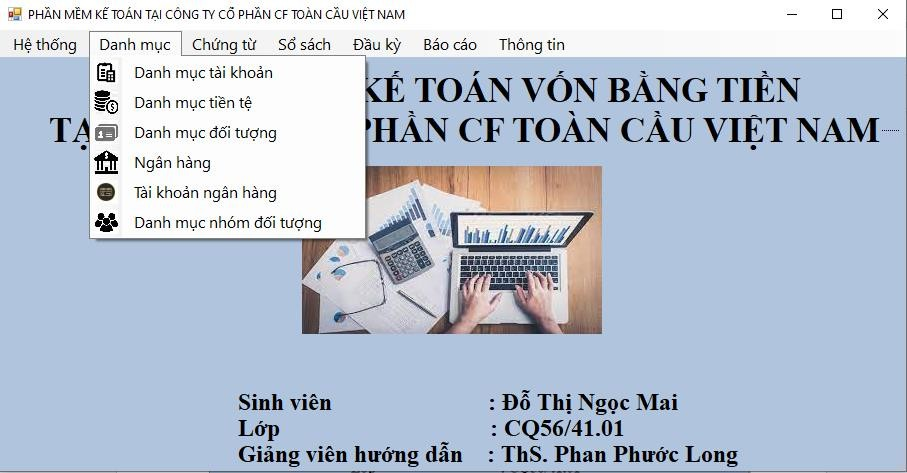 PHẦN MỀM KẾ TOÁN TẠI CÔNG TY CỔ PHẦN CF TOÀN CẦU VIỆT NAM
Hệ thống Danh mục Chứng từ Sổ sách Đầu kỳ Báo cáo Thông tin
Danh mục tài khoản
Danh mục tiền tệ
Danh mục đối tượng
Ngân hàng
Tài khoản ngân hàng
Danh mục nhóm đối tượng
KẾ TOÁN VỐN BẰNG TIỀN
PHẦN CF TOÀN CẦU VIỆT NAM
Sinh viên : Đỗ Thị Ngọc Mai
Lớp : CQ56/41.01
Giảng viên hướng dẫn : ThS. Phan Phước Long